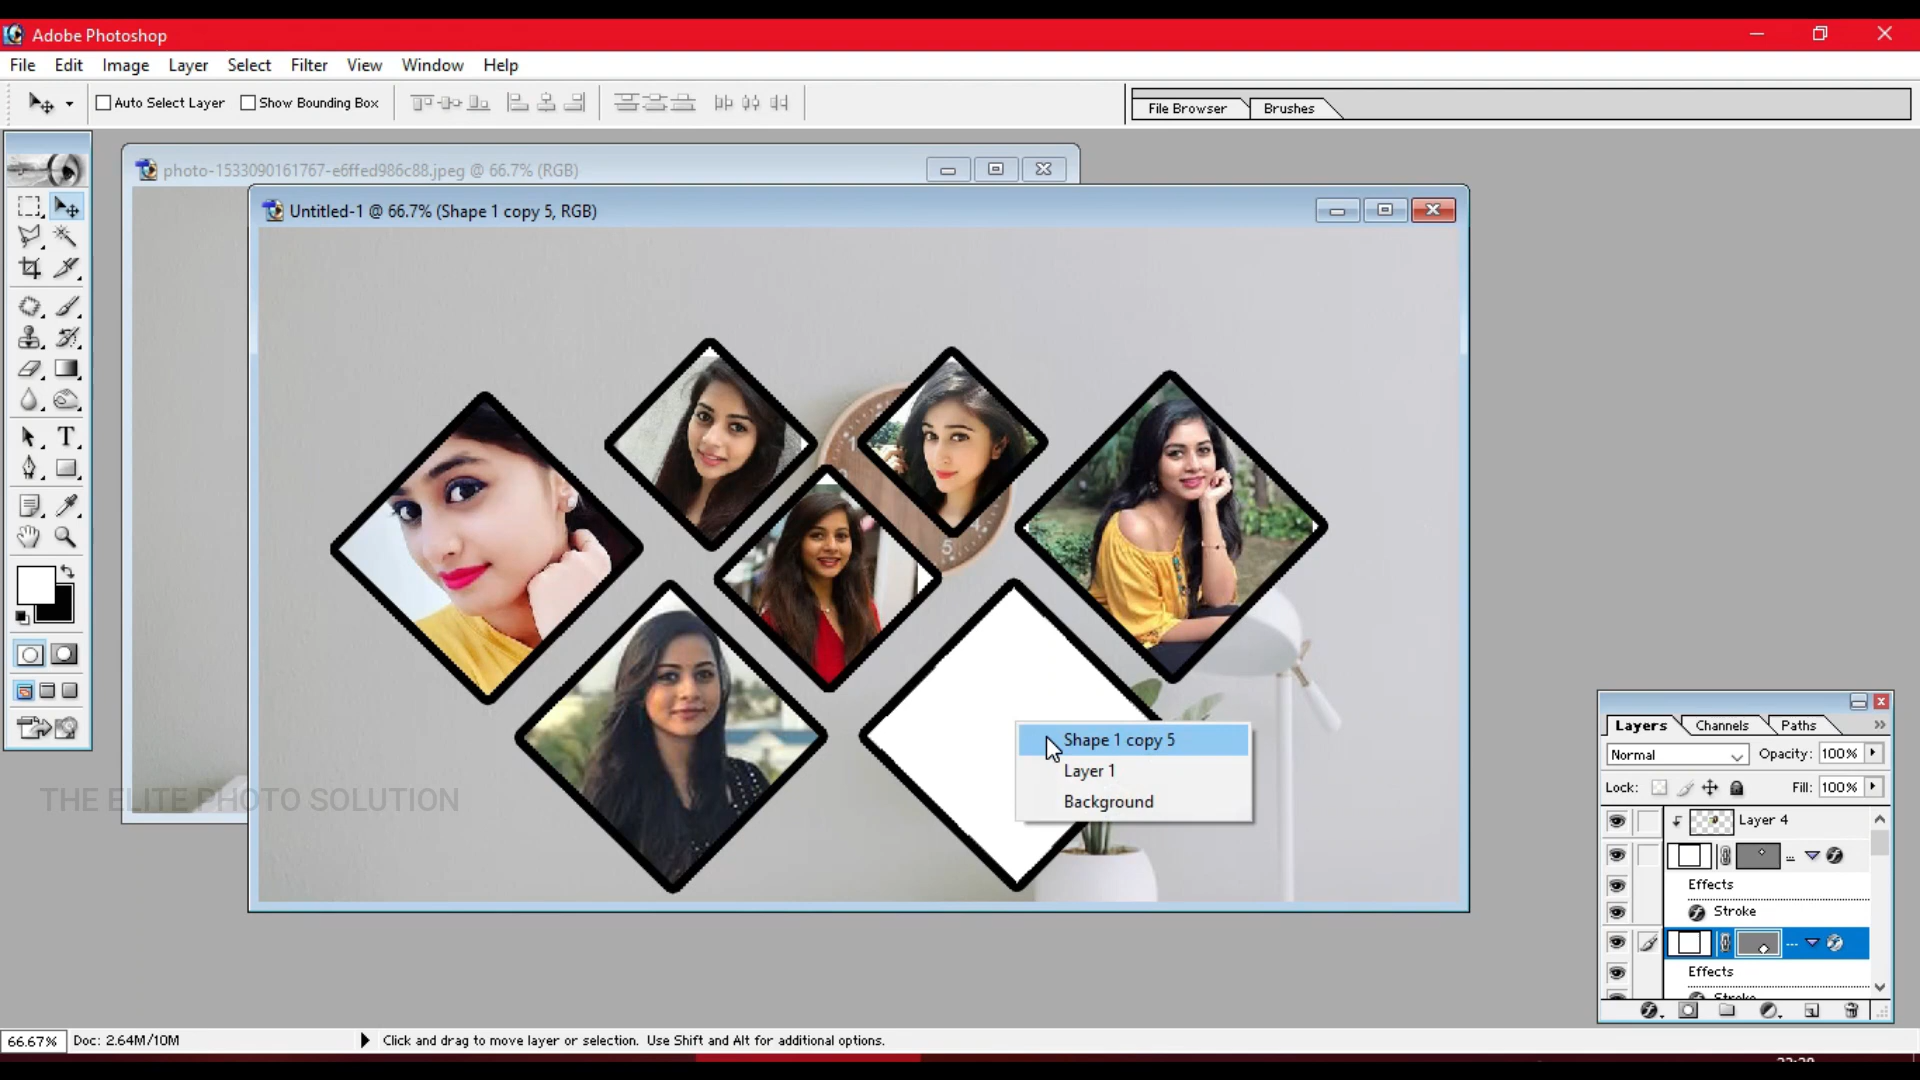 Adobe Photoshop
File Edit Image Layer Select Filter View Window Help
Auto Select Layer Show Bounding Box
File Browser Brushes
photo-1533090161767-e6ffed986c88.jpeg @ 66.7% (RGB)
Untitled-1 @ 66.7% (Shape 1 copy 5, RGB)
5
Shape 1 copy 5
Layer 1
Background
THE ELITE PHOTO SOLUTION
Layers Channels Paths
Normal Opacity: 100%
Lock: Fill: 100%
Layer 4
...
Effects
Stroke
...
Effects
Stroke
66.67% Doc: 2.64M/10M Click and drag to move layer or selection. Use Shift and Alt for additional options.